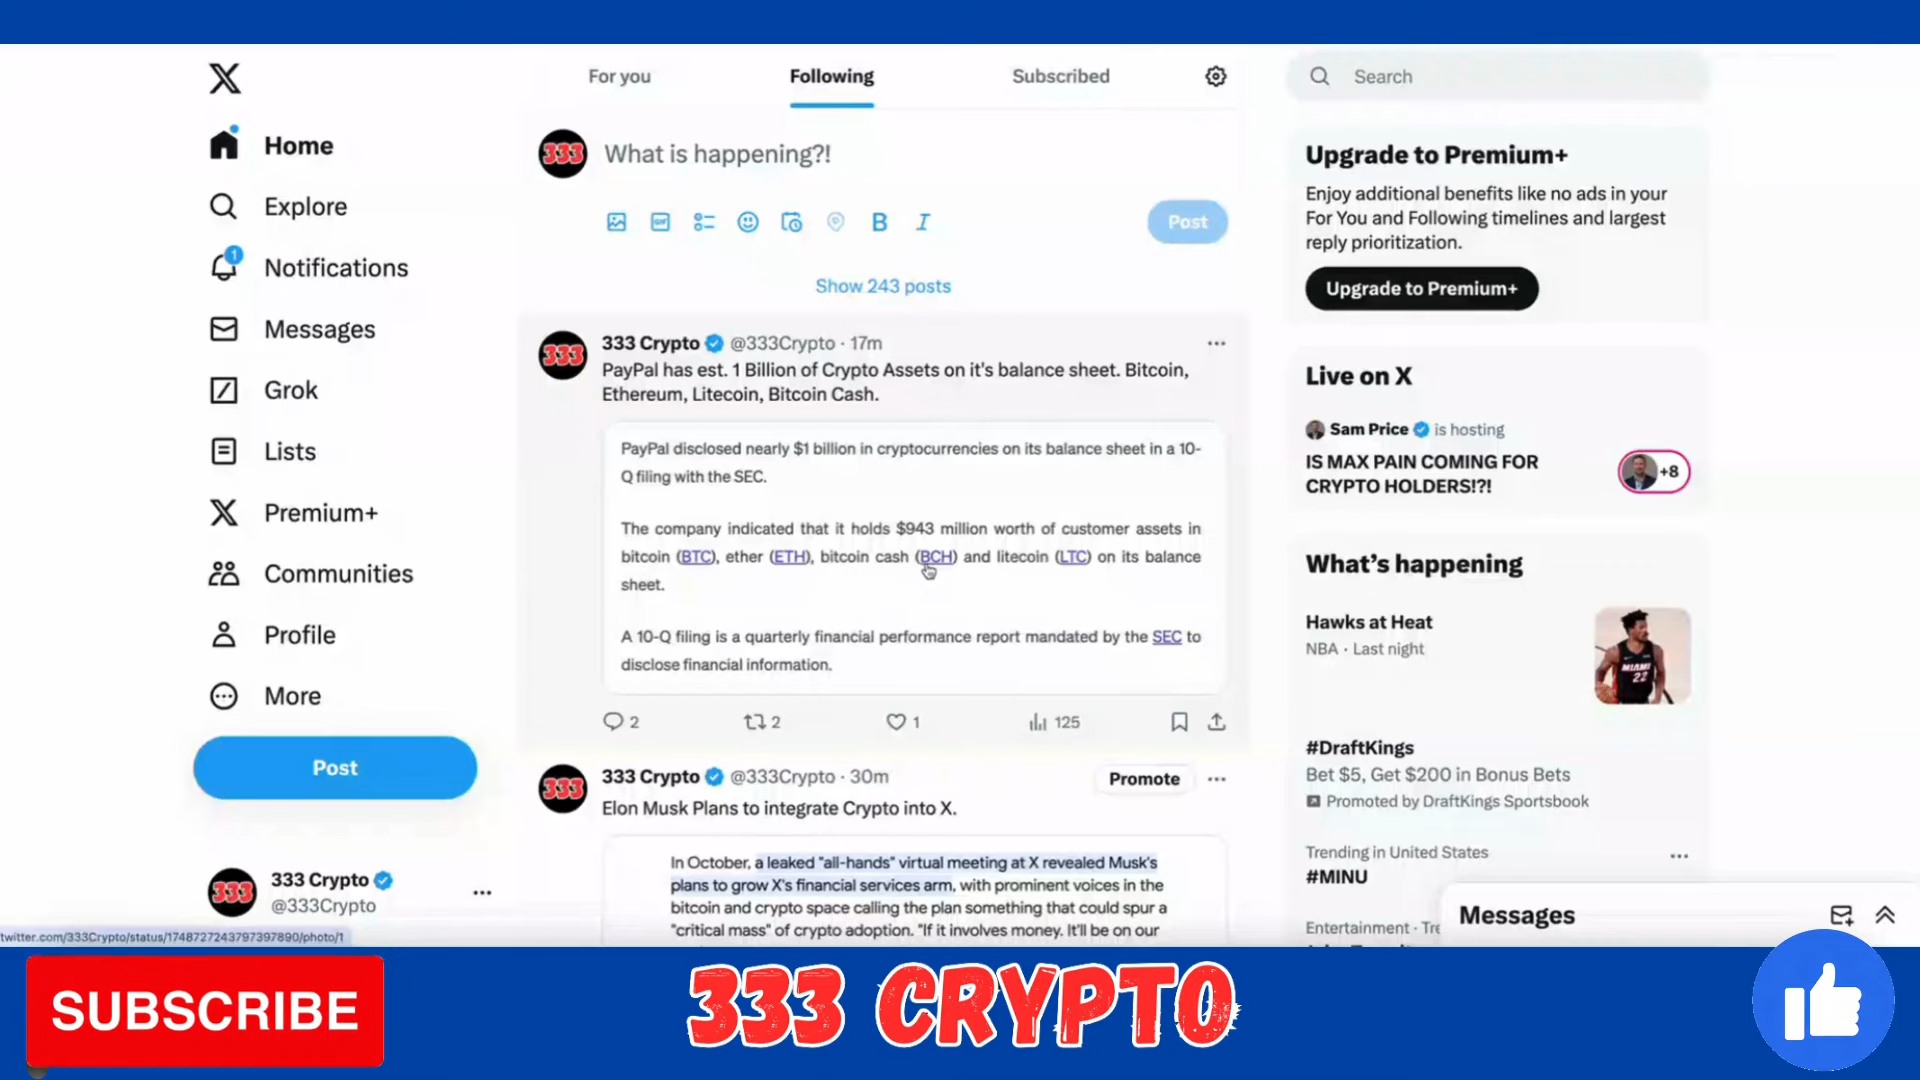 Home
Explore
1
Notifications
Messages
Grok
Lists
Premium+
Communities
Profile
More
Post
333 Crypto
@333Crypto
333
twitter.com/333Crypto/status/1748727243797397890/photo/1
For you
Following
Subscribed
333
What is happening?!
GIF
B I
Post
Show 243 posts
333
333 Crypto @333Crypto · 17m
PayPal has est. 1 Billion of Crypto Assets on it's balance sheet. Bitcoin,
Ethereum, Litecoin, Bitcoin Cash.
PayPal disclosed nearly $1 billion in cryptocurrencies on its balance sheet in a 10-
Q filing with the SEC.
The company indicated that it holds $943 million worth of customer assets in
bitcoin (BTC), ether (ETH), bitcoin cash (BCH) and litecoin (LTC) on its balance
sheet.
A 10-Q filing is a quarterly financial performance report mandated by the SEC to
disclose financial information.
2 2 1 125
333
333 Crypto @333Crypto · 30m
Promote
Elon Musk Plans to integrate Crypto into X.
In October, a leaked "all-hands" virtual meeting at X revealed Musk's
plans to grow X's financial services arm, with prominent voices in the
bitcoin and crypto space calling the plan something that could spur a
"critical mass" of crypto adoption. "If it involves money. It'll be on our
Search
Upgrade to Premium+
Enjoy additional benefits like no ads in your
For You and Following timelines and largest
reply prioritization.
Upgrade to Premium+
Live on X
Sam Price is hosting
IS MAX PAIN COMING FOR
CRYPTO HOLDERS!?!
+8
What's happening
Hawks at Heat
NBA · Last night
MIAMI
22
#DraftKings
Bet $5, Get $200 in Bonus Bets
Promoted by DraftKings Sportsbook
Trending in United States
#MINU
Entertainment · Tre
Messages
SUBSCRIBE
333 CRYPTO